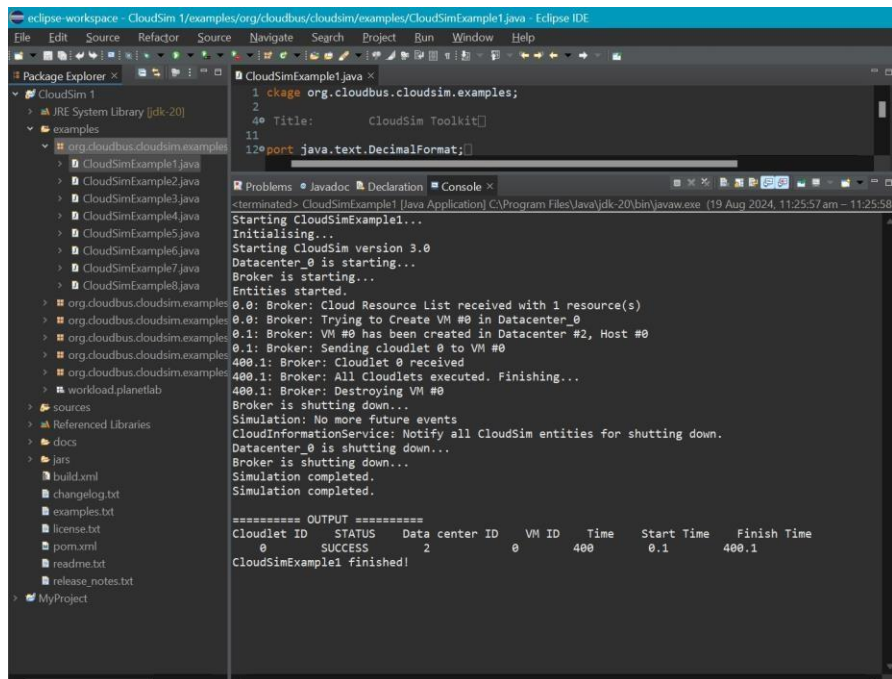 eclipse-workspace - CloudSim 1/examples/org/cloudbus/cloudsim/examples/CloudSimExample1.java - Eclipse IDE
File Edit Source Refactor Source Navigate Search Project Run Window Help
Package Explorer
CloudSim 1
JRE System Library [jdk-20]
examples
org.cloudbus.cloudsim.examples
CloudSimExample1.java
CloudSimExample2.java
CloudSimExample3.java
CloudSimExample4.java
CloudSimExample5.java
CloudSimExample6.java
CloudSimExample7.java
CloudSimExample8.java
org.cloudbus.cloudsim.examples
org.cloudbus.cloudsim.examples
org.cloudbus.cloudsim.examples
org.cloudbus.cloudsim.examples
workload.planetlab
sources
Referenced Libraries
docs
jars
build.xml
changelog.txt
examples.txt
license.txt
pom.xml
readme.txt
release_notes.txt
MyProject
CloudSimExample1.java
1 ckage org.cloudbus.cloudsim.examples;
2
4 Title: CloudSim Toolkit
11
12 port java.text.DecimalFormat;
Problems Javadoc Declaration Console
<terminated> CloudSimExample1 [Java Application] C:\Program Files\Java\jdk-20\bin\javaw.exe (19 Aug 2024, 11:25:57 am – 11:25:58
Starting CloudSimExample1...
Initialising...
Starting CloudSim version 3.0
Datacenter_0 is starting...
Broker is starting...
Entities started.
0.0: Broker: Cloud Resource List received with 1 resource(s)
0.0: Broker: Trying to Create VM #0 in Datacenter_0
0.1: Broker: VM #0 has been created in Datacenter #2, Host #0
0.1: Broker: Sending cloudlet 0 to VM #0
400.1: Broker: Cloudlet 0 received
400.1: Broker: All Cloudlets executed. Finishing...
400.1: Broker: Destroying VM #0
Broker is shutting down...
Simulation: No more future events
CloudInformationService: Notify all CloudSim entities for shutting down.
Datacenter_0 is shutting down...
Broker is shutting down...
Simulation completed.
Simulation completed.
========== OUTPUT ==========
Cloudlet ID STATUS Data center ID VM ID Time Start Time Finish Time
0 SUCCESS 2 0 400 0.1 400.1
CloudSimExample1 finished!